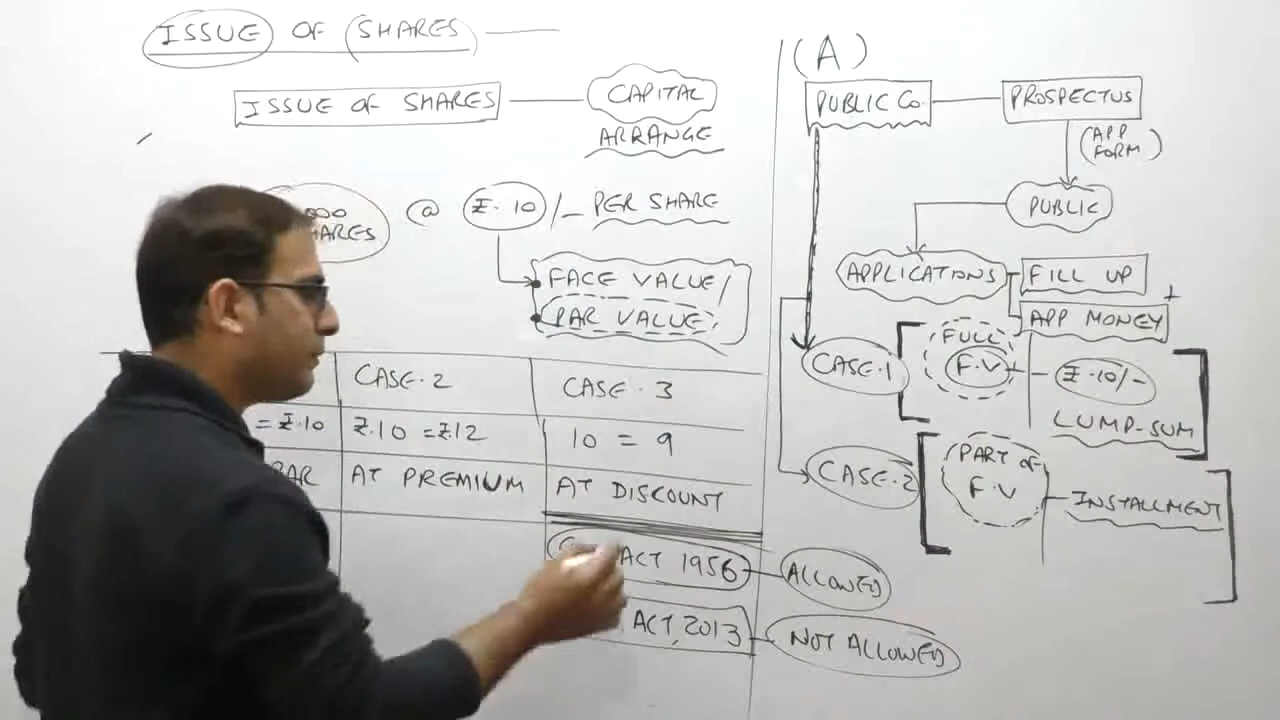 ISSUE OF SHARES
ISSUE OF SHARES
CAPITAL
ARRANGE
@ ₹.10/- PER SHARE
FACE VALUE/
PAR VALUE
CASE.2
CASE.3
= ₹.10
₹.10 = ₹.12
10 = 9
PAR
AT PREMIUM
AT DISCOUNT
ACT 1956
ALLOWED
ACT, 2013
NOT ALLOWED
(A)
PUBLIC Co.
PROSPECTUS
(APP
FORM)
PUBLIC
APPLICATIONS
FILL UP
+
APP MONEY
CASE.1
FULL
F.V
₹.10/-
LUMP-SUM
CASE.2
PART OF
F.V
INSTALLMENT